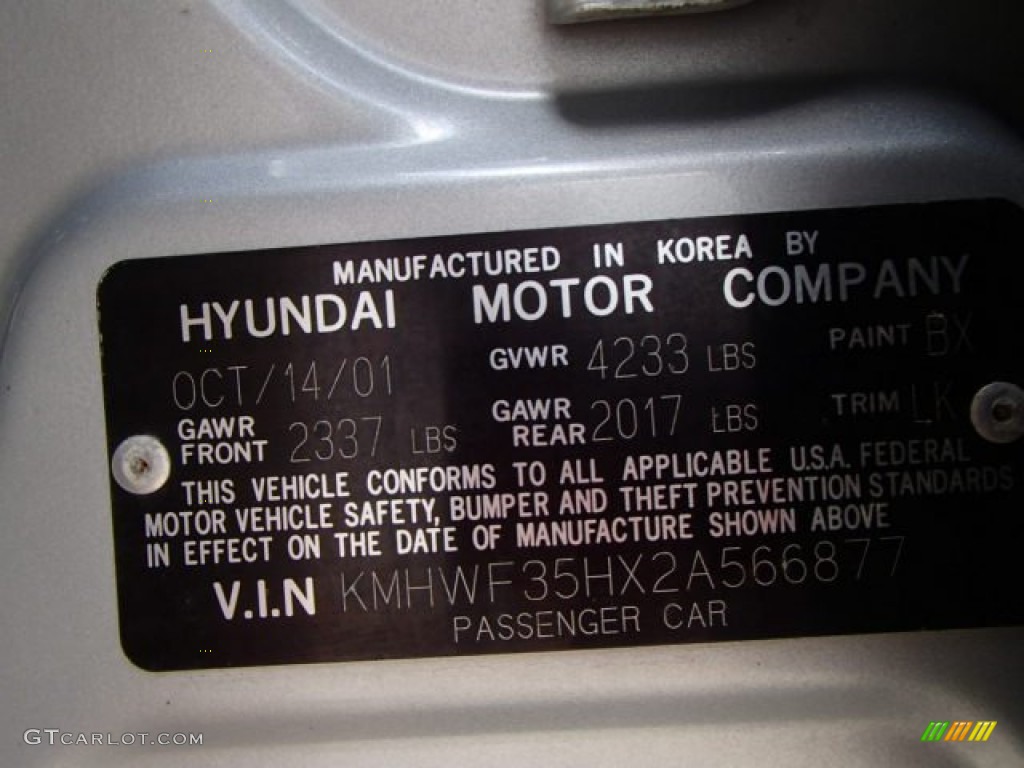 MANUFACTURED IN KOREA BY
HYUNDAI MOTOR COMPANY
OCT/14/01 GVWR 4233 LBS PAINT BX
GAWR FRONT 2337 LBS GAWR REAR 2017 LBS TRIM LK
THIS VEHICLE CONFORMS TO ALL APPLICABLE U.S.A. FEDERAL
MOTOR VEHICLE SAFETY, BUMPER AND THEFT PREVENTION STANDARDS
IN EFFECT ON THE DATE OF MANUFACTURE SHOWN ABOVE
V.I.N KMHWF35HX2A566877
PASSENGER CAR
GTCARLOT.COM